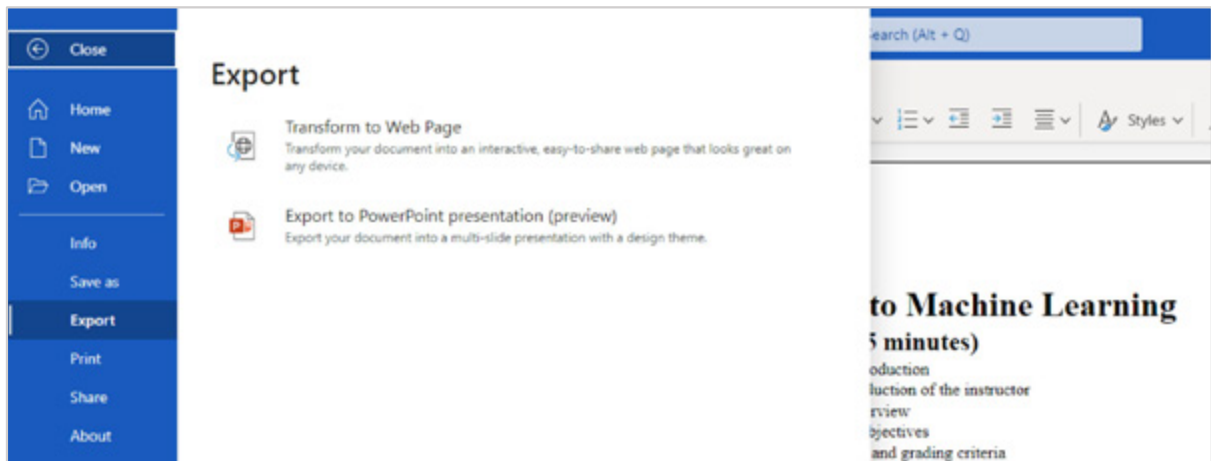 Close
Home
New
Open
Info
Save as
Export
Print
Share
About
Export
Transform to Web Page
Transform your document into an interactive, easy-to-share web page that looks great on
any device.
Export to PowerPoint presentation (preview)
Export your document into a multi-slide presentation with a design theme.
earch (Alt + Q)
Styles
to Machine Learning
5 minutes)
oduction
luction of the instructor
rview
bjectives
and grading criteria